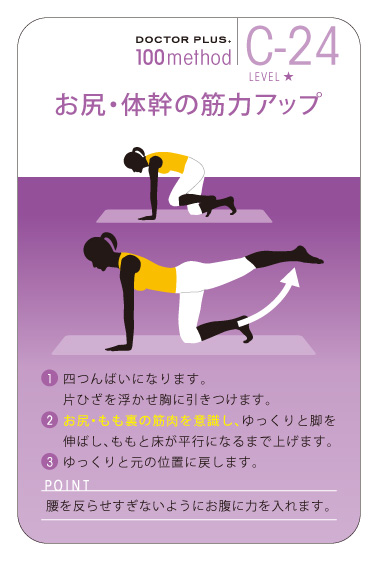 DOCTOR PLUS.
100method
C-24
LEVEL ★
お尻・体幹の筋力アップ
1 四つんばいになります。
片ひざを浮かせ胸に引きつけます。
2 お尻・もも裏の筋肉を意識し、ゆっくりと脚を
伸ばし、ももと床が平行になるまで上げます。
3 ゆっくりと元の位置に戻します。
POINT
腰を反らせすぎないようにお腹に力を入れます。